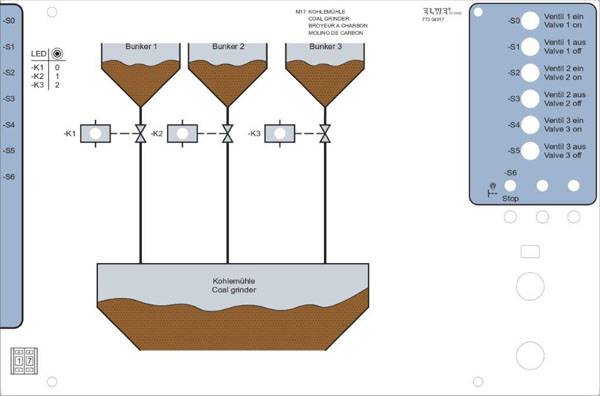 M17 KOHLEMÜHLE
COAL GRINDER
BROYEUR A CHARBON
MOLINO DE CARBON
-S0
-S1
-S2
-S3
-S4
-S5
-S6
LED
-K1 0
-K2 1
-K3 2
Bunker 1
Bunker 2
Bunker 3
-K1
-K2
-K3
Kohlemühle
Coal grinder
-S0 Ventil 1 ein
Valve 1 on
-S1 Ventil 1 aus
Valve 1 off
-S2 Ventil 2 ein
Valve 2 on
-S3 Ventil 2 aus
Valve 2 off
-S4 Ventil 3 ein
Valve 3 on
-S5 Ventil 3 aus
Valve 3 off
-S6
Stop
1 7